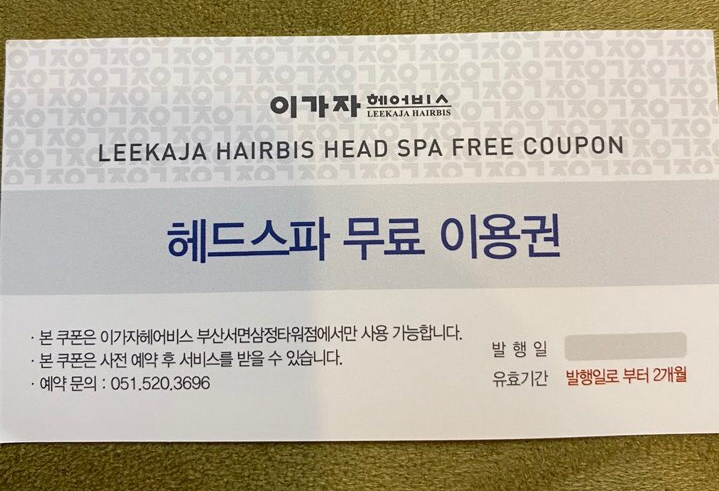 이가자 헤어비스
LEEKAJA HAIRBIS
LEEKAJA HAIRBIS HEAD SPA FREE COUPON
헤드스파 무료 이용권
· 본 쿠폰은 이가자헤어비스 부산서면삼정타워점에서만 사용 가능합니다.
· 본 쿠폰은 사전 예약 후 서비스를 받을 수 있습니다.
· 예약 문의 : 051.520.3696
발 행 일
유효기간 발행일로 부터 2개월